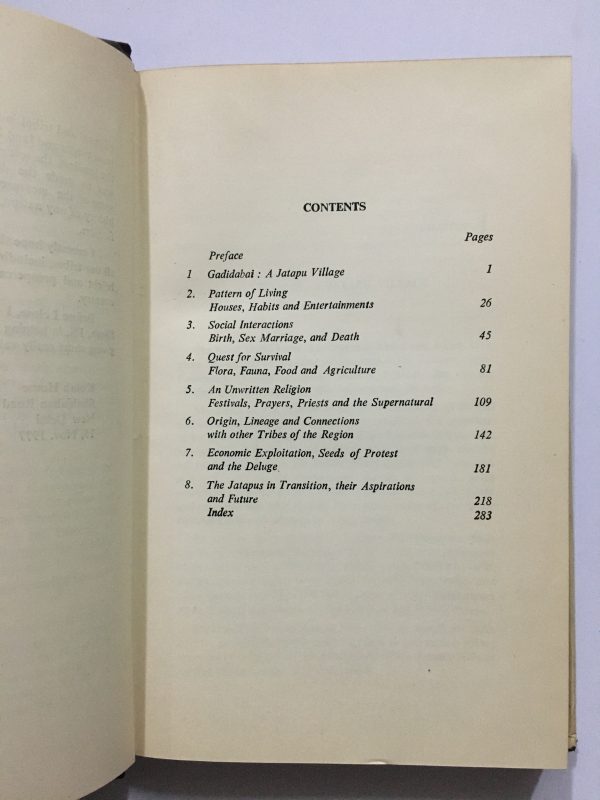 CONTENTS
Pages
Preface
1 Gadidabai : A Jatapu Village 1
2. Pattern of Living
Houses, Habits and Entertainments 26
3. Social Interactions
Birth, Sex Marriage, and Death 45
4. Quest for Survival
Flora, Fauna, Food and Agriculture 81
5. An Unwritten Religion
Festivals, Prayers, Priests and the Supernatural 109
6. Origin, Lineage and Connections
with other Tribes of the Region 142
7. Economic Exploitation, Seeds of Protest
and the Deluge 181
8. The Jatapus in Transition, their Aspirations
and Future 218
Index 283